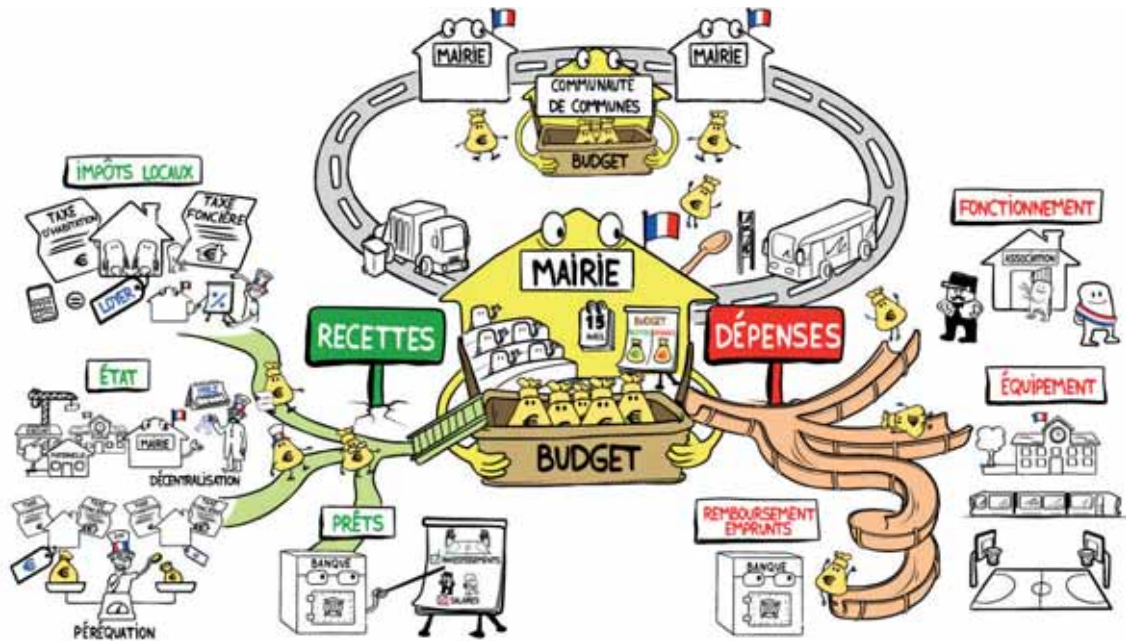 MAIRIE
MAIRIE
COMMUNAUTÉ
DE COMMUNES
BUDGET
IMPÔTS LOCAUX
TAXE
D'HABITATION
€
TAXE
FONCIÈRE
€
=
LOYER
%
FONCTIONNEMENT
ASSOCIATION
MAIRIE
RECETTES
15
BUDGET
DÉPENSES
ÉTAT
MAIRIE
DÉCENTRALISATION
ÉQUIPEMENT
BUDGET
PRÊTS
BANQUE
INVESTISSEMENTS
SALAIRES
REMBOURSEMENT
EMPRUNTS
BANQUE
€
€
PÉRÉQUATION